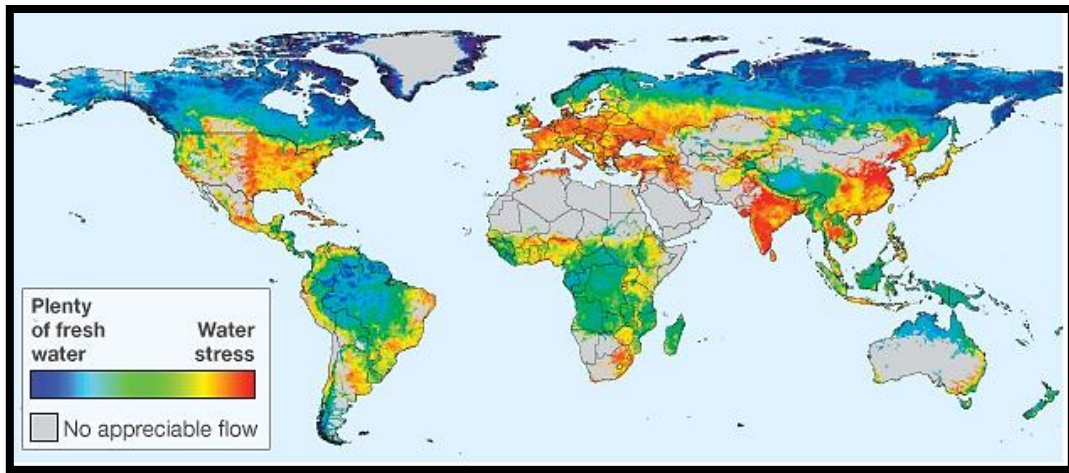 Plenty
of fresh Water
water stress
No appreciable flow